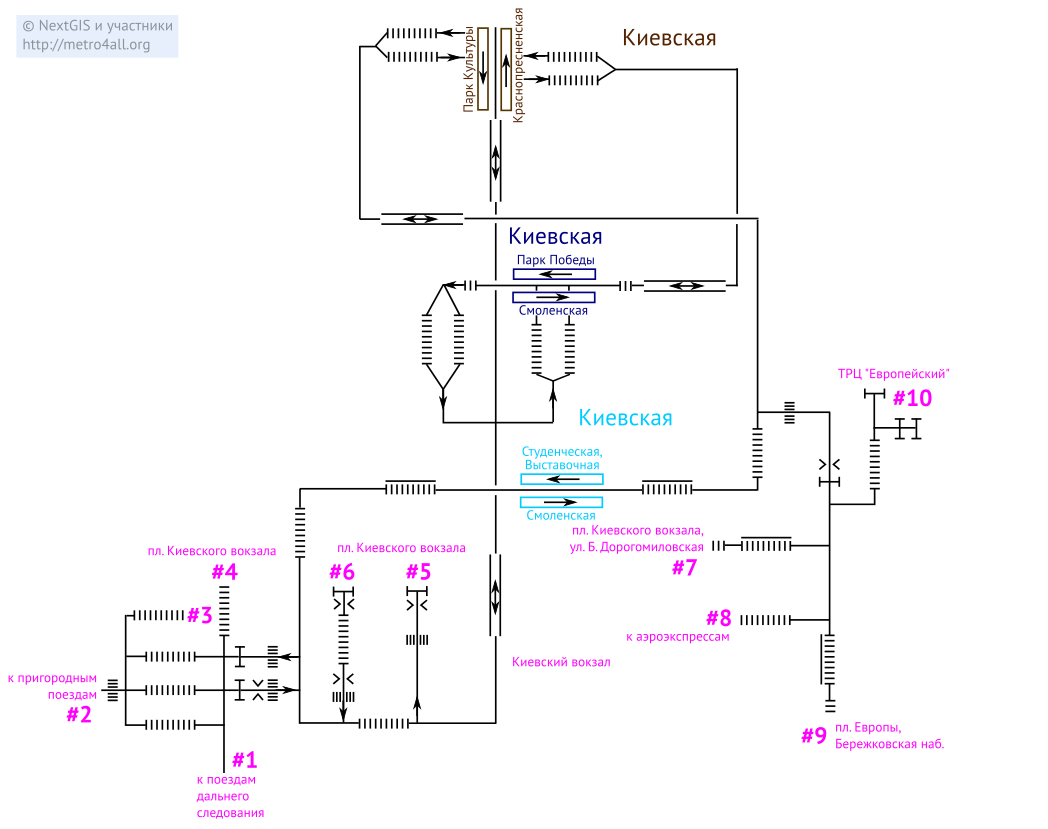 © NextGIS и участники
http://metro4all.org
Парк Культуры
Краснопресненская
Киевская
Киевская
Парк Победы
Смоленская
ТРЦ "Европейский"
#10
Киевская
Студенческая,
Выставочная
Смоленская
пл. Киевского вокзала,
ул. Б. Дорогомиловская
#7
пл. Киевского вокзала
#4
пл. Киевского вокзала
#6
#5
#3
#8
к аэроэкспрессам
Киевский вокзал
к пригородным
поездам
#2
#9
пл. Европы,
Бережковская наб.
#1
к поездам
дальнего
следования